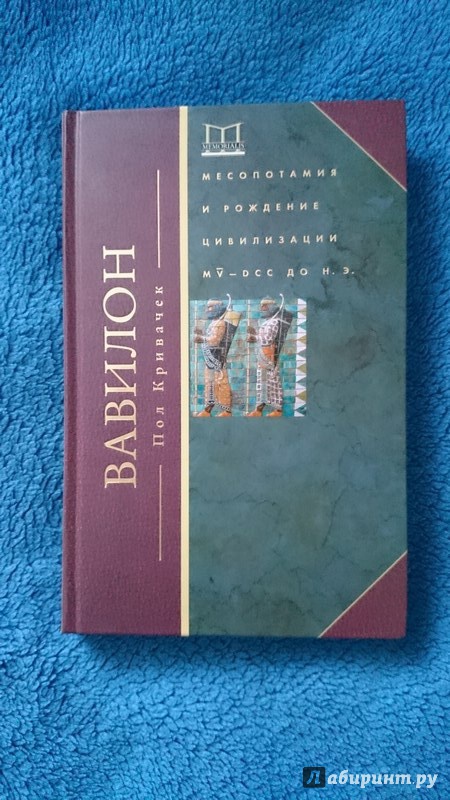 MEMORIALIS
МЕСОПОТАМИЯ
И РОЖДЕНИЕ
ЦИВИЛИЗАЦИИ
MV̅–DCC ДО Н. Э.
ВАВИЛОН
Пол Кривачек
Лабиринт.ру